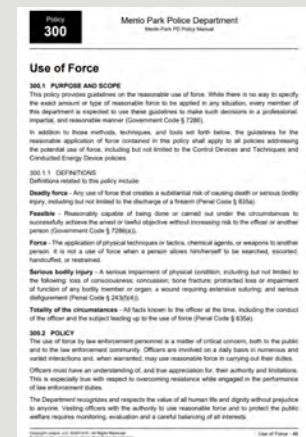 Policy
300
Menlo Park Police Department
Menlo Park PD Policy Manual
Use of Force
300.1 PURPOSE AND SCOPE
This policy provides guidelines on the reasonable use of force. While there is no way to specify
the exact amount or type of reasonable force to be applied in any situation, every member of
this department is expected to use these guidelines to make such decisions in a professional,
impartial, and reasonable manner (Government Code § 7286).
In addition to those methods, techniques, and tools set forth below, the guidelines for the
reasonable application of force contained in this policy shall apply to all policies addressing
the potential use of force, including but not limited to the Control Devices and Techniques and
Conducted Energy Device policies.
300.1.1 DEFINITIONS
Definitions related to this policy include:
Deadly force - Any use of force that creates a substantial risk of causing death or serious bodily
injury, including but not limited to the discharge of a firearm (Penal Code § 835a).
Feasible - Reasonably capable of being done or carried out under the circumstances to
successfully achieve the arrest or lawful objective without increasing risk to the officer or another
person (Government Code § 7286(a)).
Force - The application of physical techniques or tactics, chemical agents, or weapons to another
person. It is not a use of force when a person allows him/herself to be searched, escorted,
handcuffed, or restrained.
Serious bodily injury - A serious impairment of physical condition, including but not limited to
the following: loss of consciousness; concussion; bone fracture; protracted loss or impairment
of function of any bodily member or organ; a wound requiring extensive suturing; and serious
disfigurement (Penal Code § 243(f)(4)).
Totality of the circumstances - All facts known to the officer at the time, including the conduct
of the officer and the subject leading up to the use of force (Penal Code § 835a).
300.2 POLICY
The use of force by law enforcement personnel is a matter of critical concern, both to the public
and to the law enforcement community. Officers are involved on a daily basis in numerous and
varied interactions and, when warranted, may use reasonable force in carrying out their duties.
Officers must have an understanding of, and true appreciation for, their authority and limitations.
This is especially true with respect to overcoming resistance while engaged in the performance
of law enforcement duties.
The Department recognizes and respects the value of all human life and dignity without prejudice
to anyone. Vesting officers with the authority to use reasonable force and to protect the public
welfare requires monitoring, evaluation and a careful balancing of all interests.
Use of Force -